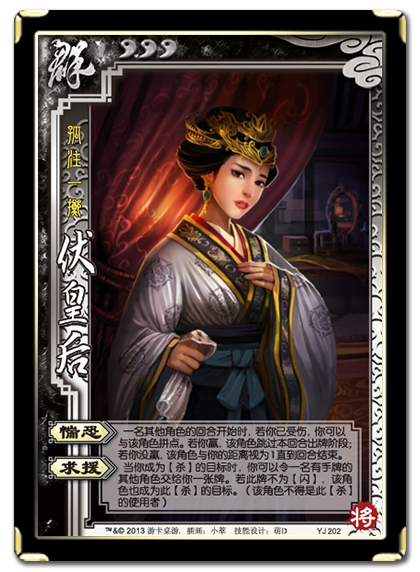 群
孤注一掷
伏皇后
惴恐
一名其他角色的回合开始时，若你已受伤，你可以
与该角色拼点。若你赢，该角色跳过本回合出牌阶段；
若你没赢，该角色与你的距离视为1直到回合结束。
求援
当你成为【杀】的目标时，你可以令一名有手牌的
其他角色交给你一张牌。若此牌不为【闪】，该角
色也成为此【杀】的目标。（该角色不得是此【杀】
的使用者）
™&© 2013 游卡桌游. 插画：小萃 技能设计：萌D YJ 202
将